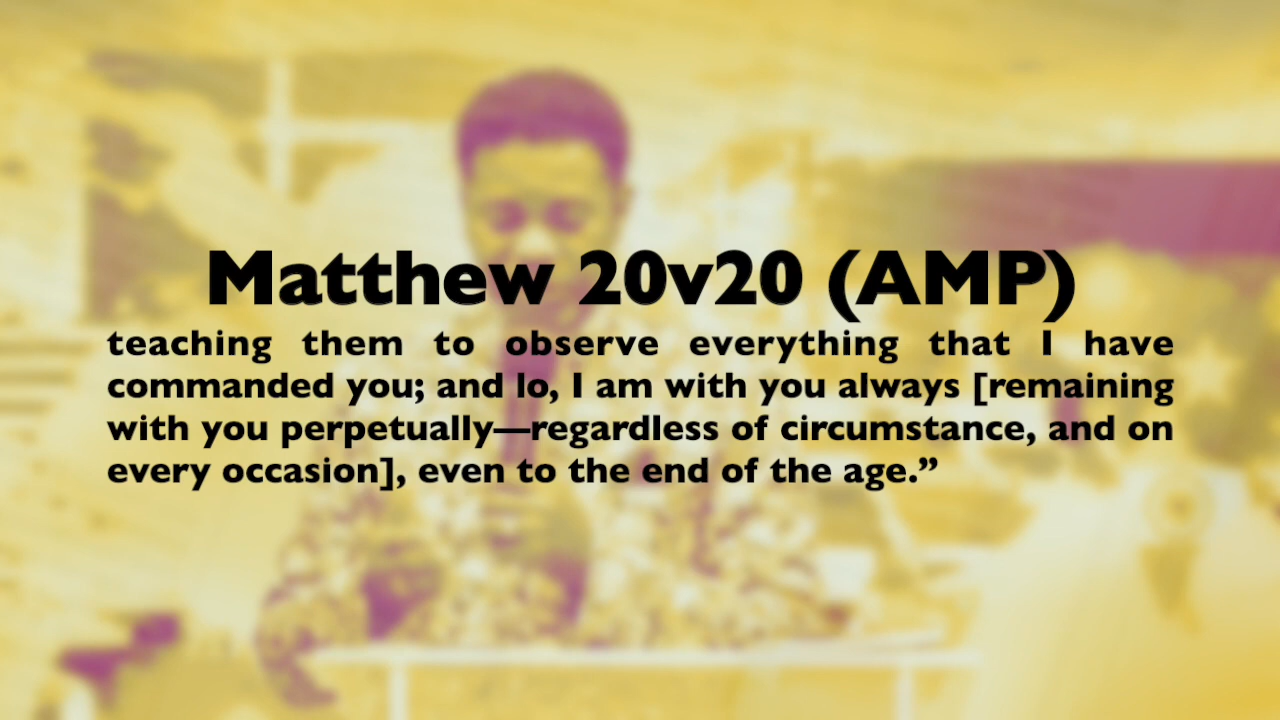 Matthew 20v20 (AMP)
teaching them to observe everything that I have
commanded you; and lo, I am with you always [remaining
with you perpetually—regardless of circumstance, and on
every occasion], even to the end of the age.”